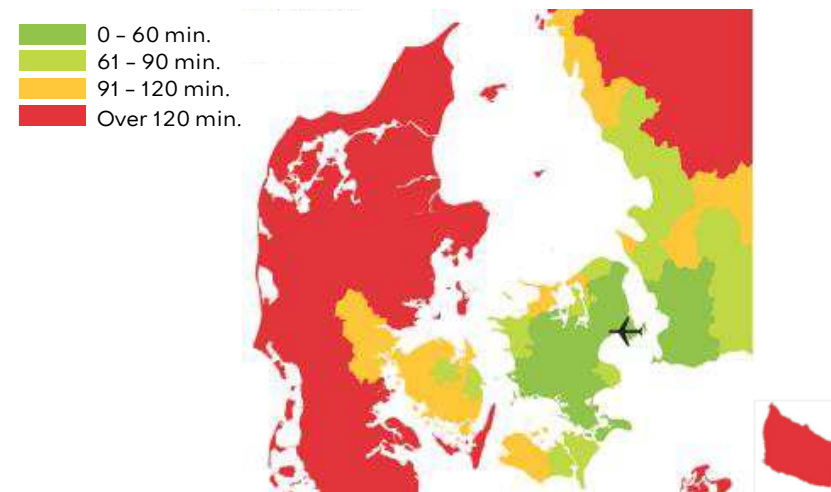 0 – 60 min.
61 – 90 min.
91 – 120 min.
Over 120 min.